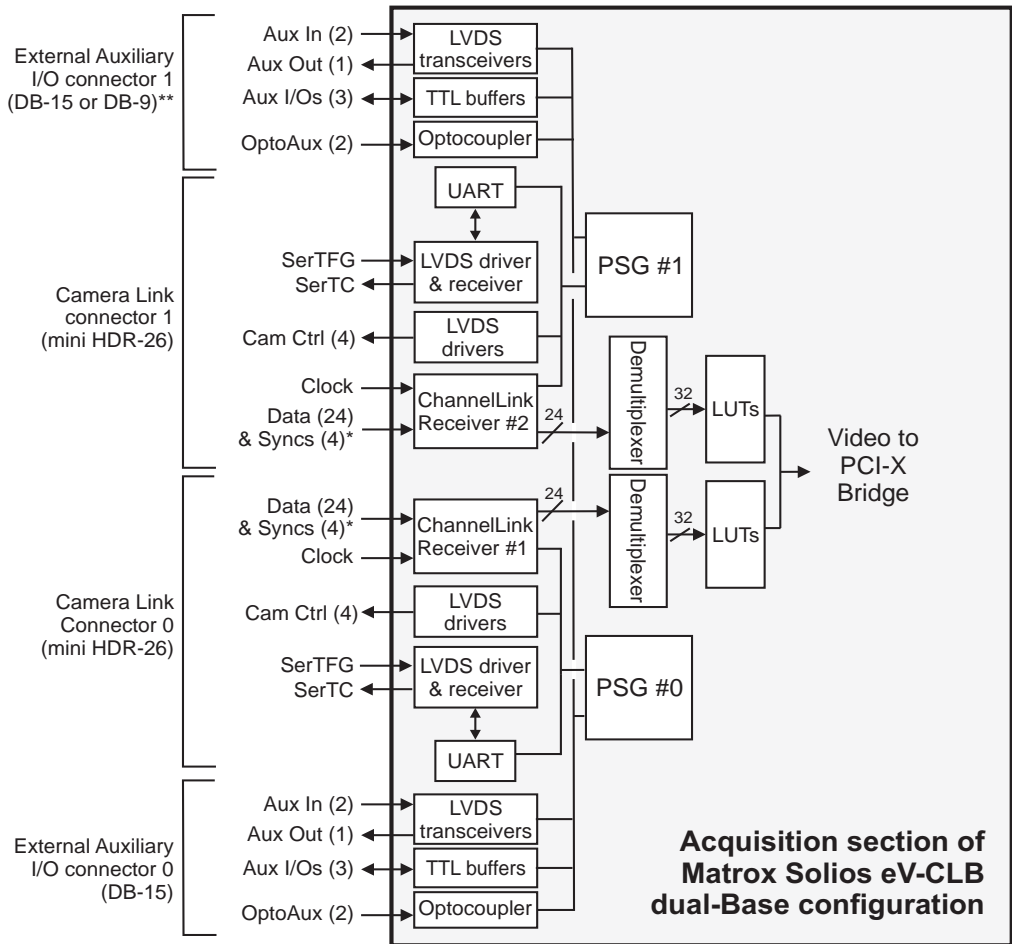 External Auxiliary
I/O connector 1
(DB-15 or DB-9)**
Aux In (2)
Aux Out (1)
Aux I/Os (3)
OptoAux (2)
LVDS
transceivers
TTL buffers
Optocoupler
UART
Camera Link
connector 1
(mini HDR-26)
SerTFG
SerTC
LVDS driver
& receiver
Cam Ctrl (4)
LVDS
drivers
Clock
Data (24)
& Syncs (4)*
ChannelLink
Receiver #2
24
PSG #1
Demultiplexer
32
LUTs
Video to
PCI-X
Bridge
Camera Link
Connector 0
(mini HDR-26)
Data (24)
& Syncs (4)*
Clock
ChannelLink
Receiver #1
24
Demultiplexer
32
LUTs
Cam Ctrl (4)
LVDS
drivers
SerTFG
SerTC
LVDS driver
& receiver
UART
PSG #0
External Auxiliary
I/O connector 0
(DB-15)
Aux In (2)
Aux Out (1)
Aux I/Os (3)
OptoAux (2)
LVDS
transceivers
TTL buffers
Optocoupler
Acquisition section of
Matrox Solios eV-CLB
dual-Base configuration